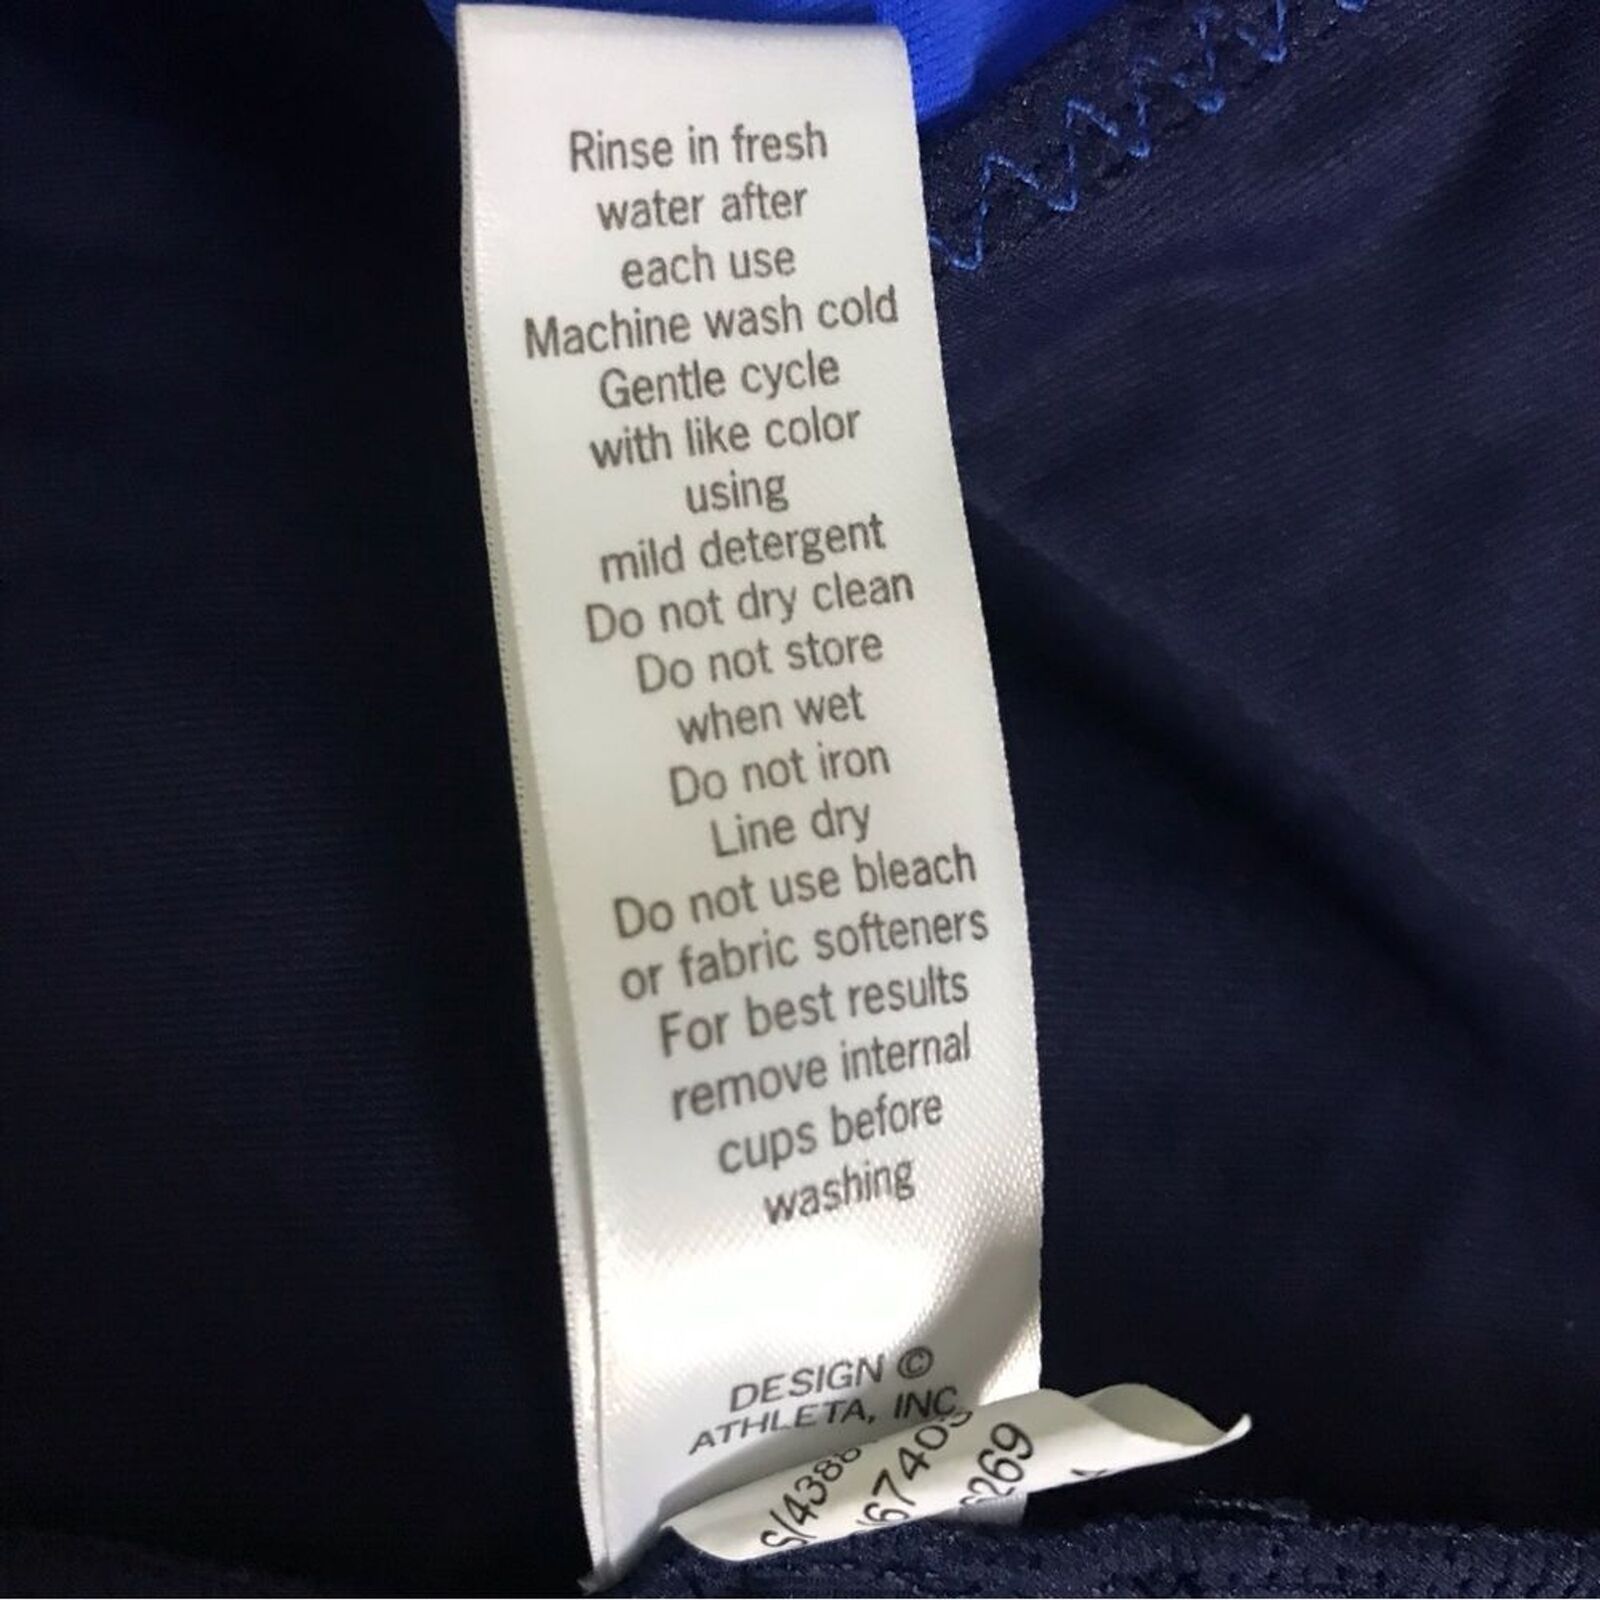 Rinse in fresh
water after
each use
Machine wash cold
Gentle cycle
with like color
using
mild detergent
Do not dry clean
Do not store
when wet
Do not iron
Line dry
Do not use bleach
or fabric softeners
For best results
remove internal
cups before
washing
DESIGN ©
ATHLETA, INC